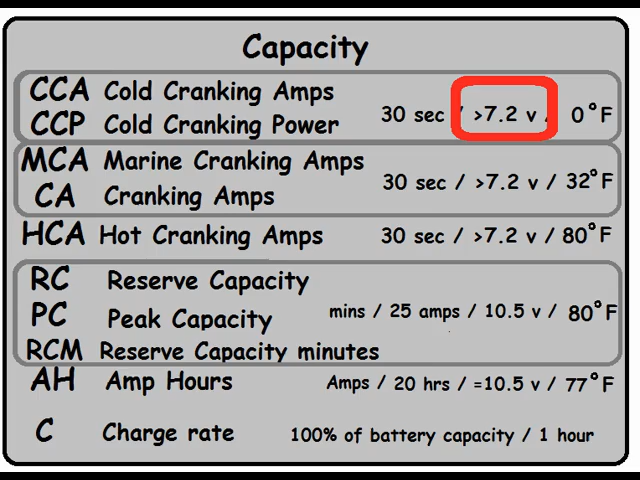 Capacity
CCA Cold Cranking Amps
CCP Cold Cranking Power
30 sec / >7.2 v / 0°F
MCA Marine Cranking Amps
CA Cranking Amps
30 sec / >7.2 v / 32°F
HCA Hot Cranking Amps 30 sec / >7.2 v / 80°F
RC Reserve Capacity
PC Peak Capacity mins / 25 amps / 10.5 v / 80°F
RCM Reserve Capacity minutes
AH Amp Hours Amps / 20 hrs / =10.5 v / 77°F
C Charge rate 100% of battery capacity / 1 hour